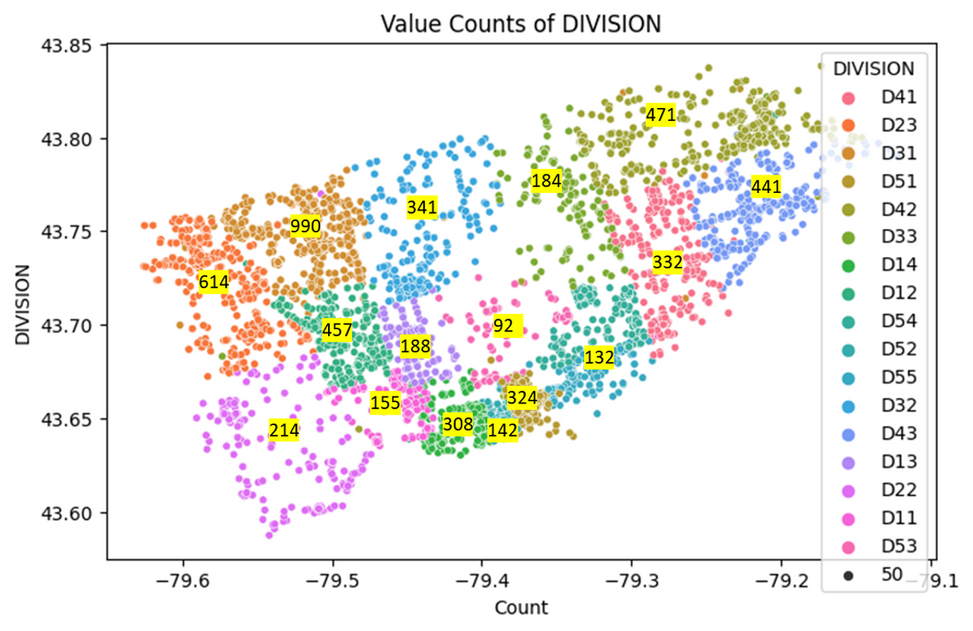 Value Counts of DIVISION
43.85
43.80
43.75
43.70
43.65
43.60
DIVISION
471
184
441
341
990
332
614
92
457
188
132
324
155
308
142
214
DIVISION
D41
D23
D31
D51
D42
D33
D14
D12
D54
D52
D55
D32
D43
D13
D22
D11
D53
50
−79.6
−79.5
−79.4
−79.3
−79.2
−79.1
Count